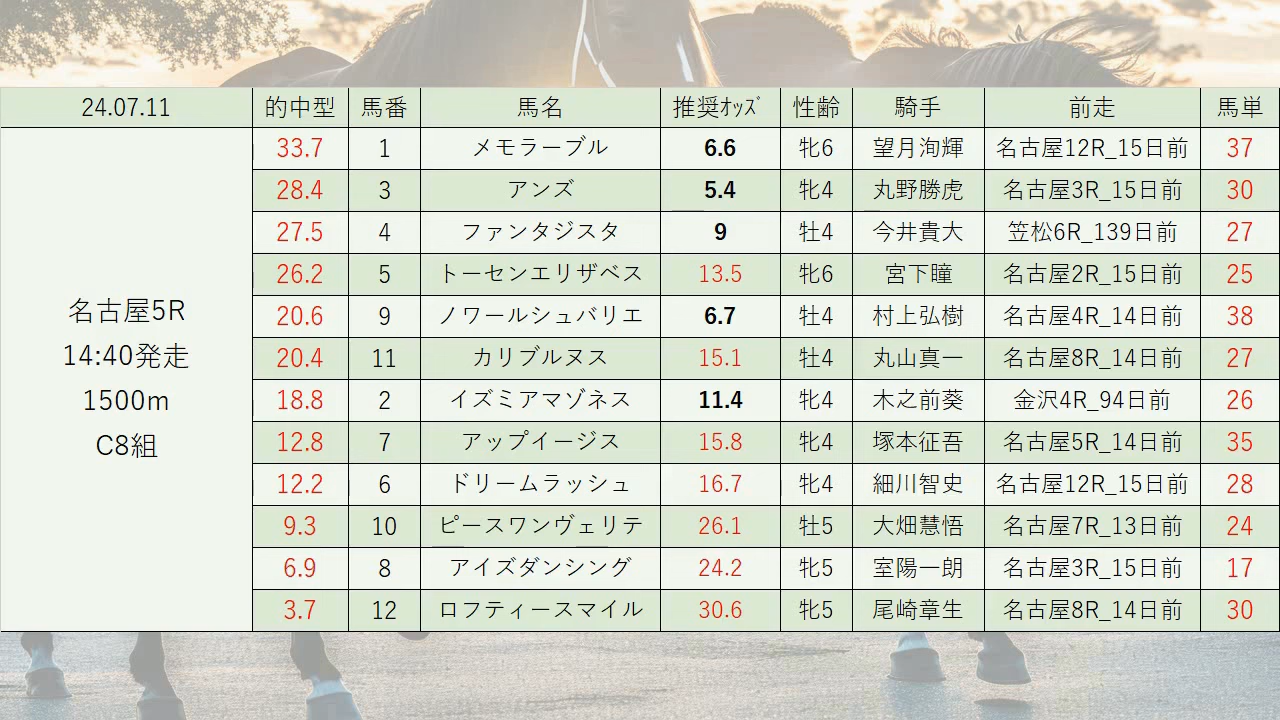 24.07.11 的中型 馬番 馬名 推奨ｵｯｽﾞ 性齢 騎手 前走 馬単
名古屋5R
14:40発走
1500m
C8組
33.7 1 メモラーブル 6.6 牝6 望月洵輝 名古屋12R_15日前 37
28.4 3 アンズ 5.4 牝4 丸野勝虎 名古屋3R_15日前 30
27.5 4 ファンタジスタ 9 牡4 今井貴大 笠松6R_139日前 27
26.2 5 トーセンエリザベス 13.5 牝6 宮下瞳 名古屋2R_15日前 25
20.6 9 ノワールシュバリエ 6.7 牡4 村上弘樹 名古屋4R_14日前 38
20.4 11 カリブルヌス 15.1 牡4 丸山真一 名古屋8R_14日前 27
18.8 2 イズミアマゾネス 11.4 牝4 木之前葵 金沢4R_94日前 26
12.8 7 アップイージス 15.8 牝4 塚本征吾 名古屋5R_14日前 35
12.2 6 ドリームラッシュ 16.7 牝4 細川智史 名古屋12R_15日前 28
9.3 10 ピースワンヴェリテ 26.1 牡5 大畑慧悟 名古屋7R_13日前 24
6.9 8 アイズダンシング 24.2 牝5 室陽一朗 名古屋3R_15日前 17
3.7 12 ロフティースマイル 30.6 牝5 尾崎章生 名古屋8R_14日前 30